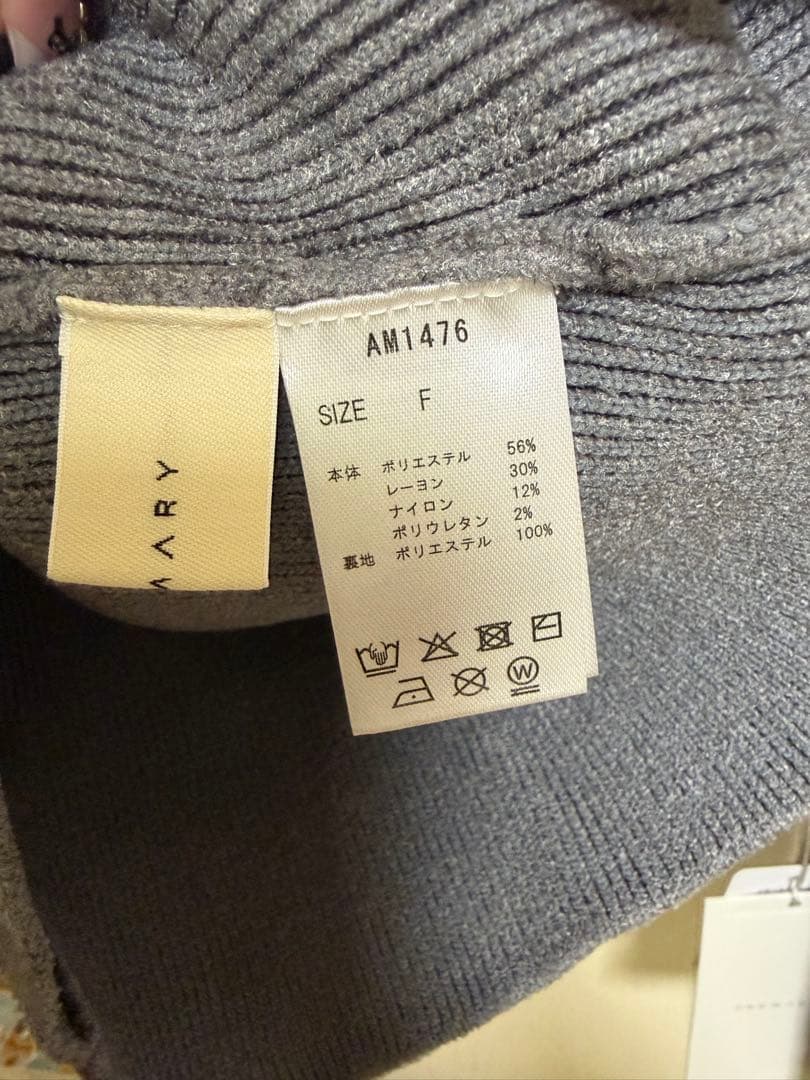 MARY
AM1476
SIZE F
本体 ポリエステル 56%
レーヨン 30%
ナイロン 12%
ポリウレタン 2%
裏地 ポリエステル 100%
W